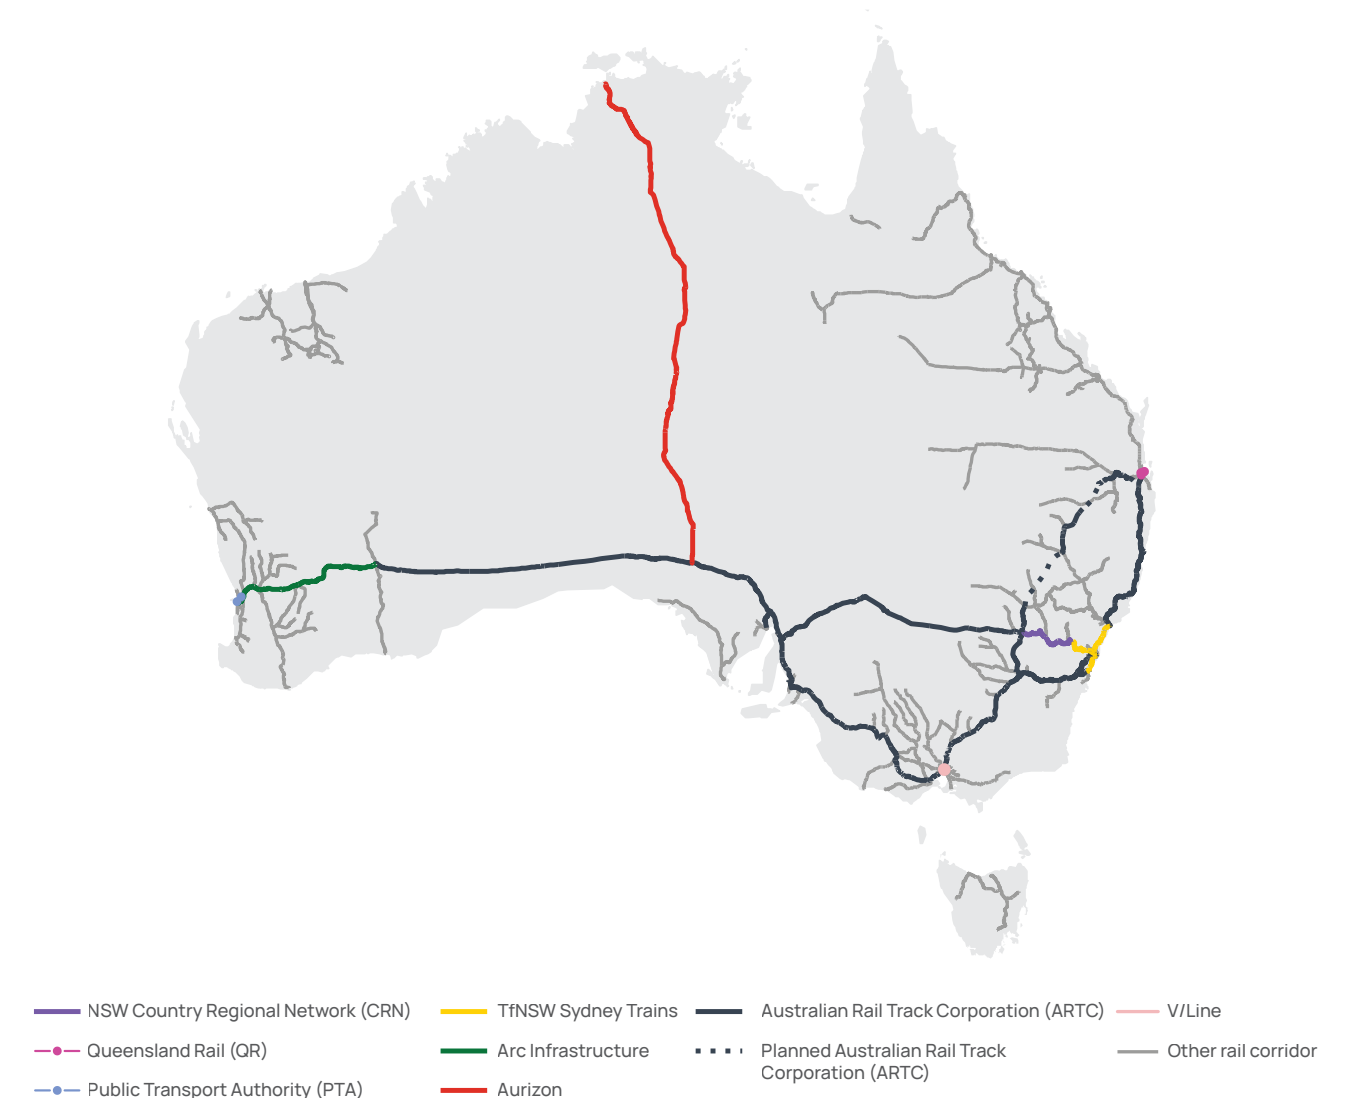 NSW Country Regional Network (CRN)
TfNSW Sydney Trains
Australian Rail Track Corporation (ARTC)
V/Line
Queensland Rail (QR)
Arc Infrastructure
Planned Australian Rail Track
Corporation (ARTC)
Other rail corridor
Public Transport Authority (PTA)
Aurizon